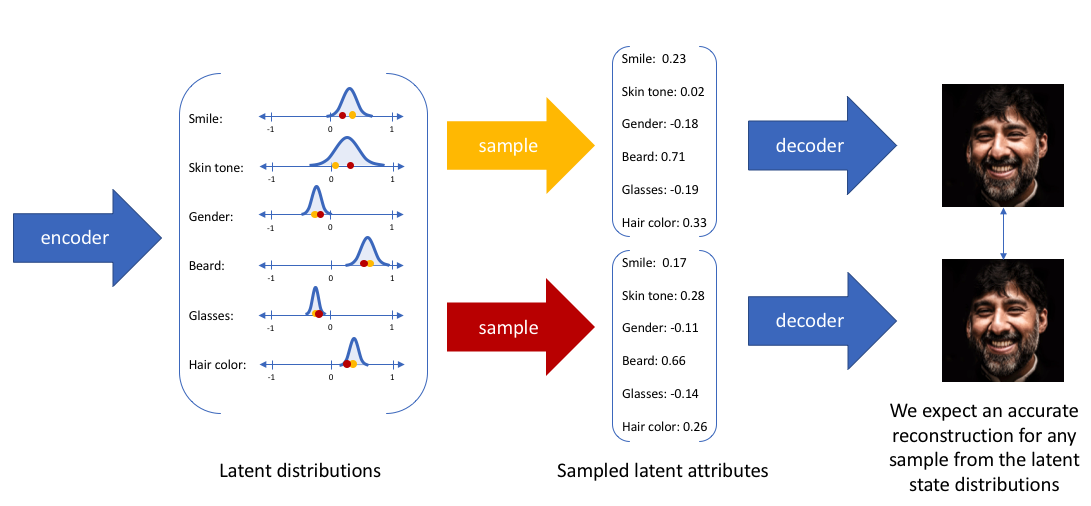 encoder
Smile:
-1 0 1
Skin tone:
-1 0 1
Gender:
-1 0 1
Beard:
-1 0 1
Glasses:
-1 0 1
Hair color:
-1 0 1
Latent distributions
sample
sample
Smile: 0.23
Skin tone: 0.02
Gender: -0.18
Beard: 0.71
Glasses: -0.19
Hair color: 0.33
Smile: 0.17
Skin tone: 0.28
Gender: -0.11
Beard: 0.66
Glasses: -0.14
Hair color: 0.26
Sampled latent attributes
decoder
decoder
We expect an accurate
reconstruction for any
sample from the latent
state distributions